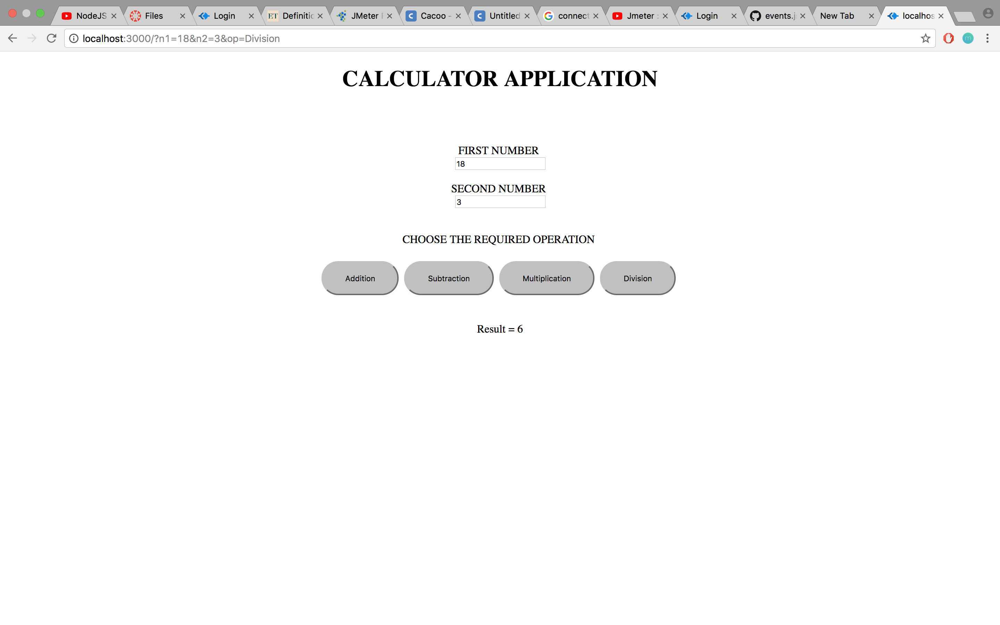 NodeJS Files Login ET Definitic JMeter Cacoo - Untitled connect Jmeter : Login events.j New Tab localhos
localhost:3000/?n1=18&n2=3&op=Division
CALCULATOR APPLICATION
FIRST NUMBER
18
SECOND NUMBER
3
CHOOSE THE REQUIRED OPERATION
Addition Subtraction Multiplication Division
Result = 6